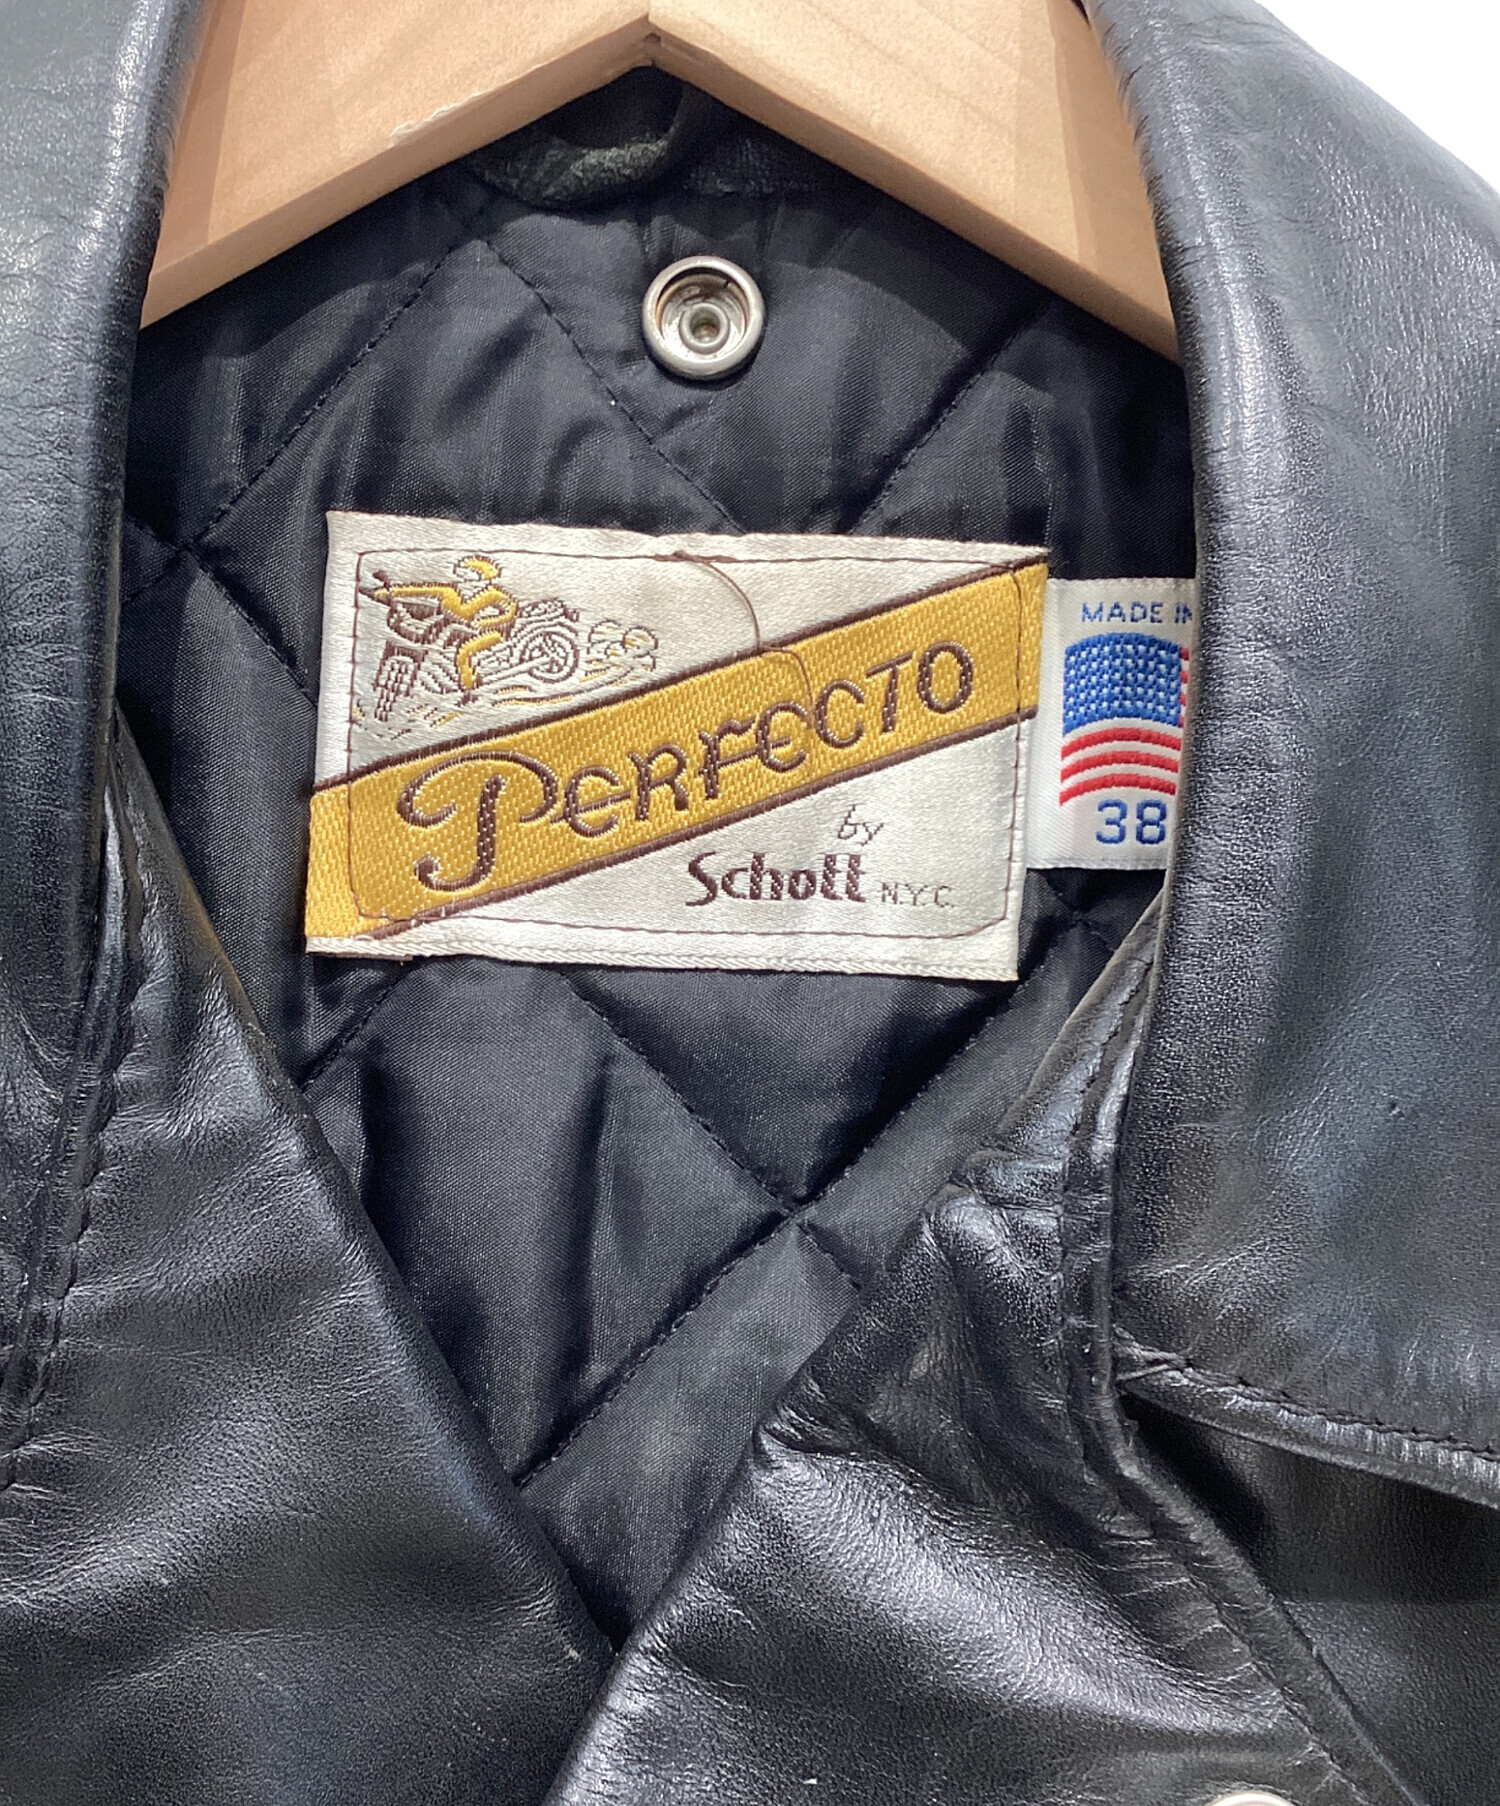 PERFECTO
by
Schott N.Y.C.
MADE IN
38